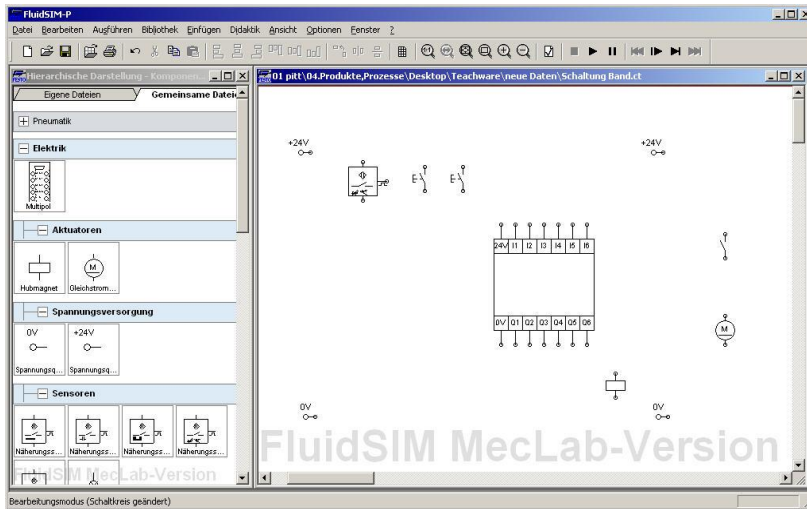 FluidSIM-P
Datei Bearbeiten Ausführen Bibliothek Einfügen Didaktik Ansicht Optionen Fenster ?
Hierarchische Darstellung - Komponen...
01 pitt\04.Produkte,Prozesse\Desktop\Teachware\neue Daten\Schaltung Band.ct
Eigene Dateien
Gemeinsame Datei
Pneumatik
Elektrik
Multipol
Aktuatoren
M
Hubmagnet Gleichstrom...
Spannungsversorgung
0V +24V
Spannungsq... Spannungsq...
Sensoren
Näherungss... Näherungss... Näherungss... Näherungss...
FluidSIM MecLab-Version
+24V +24V
24V I1 I2 I3 I4 I5 I6
0V Q1 Q2 Q3 Q4 Q5 Q6
M
0V 0V
FluidSIM MecLab-Version
Bearbeitungsmodus (Schaltkreis geändert)